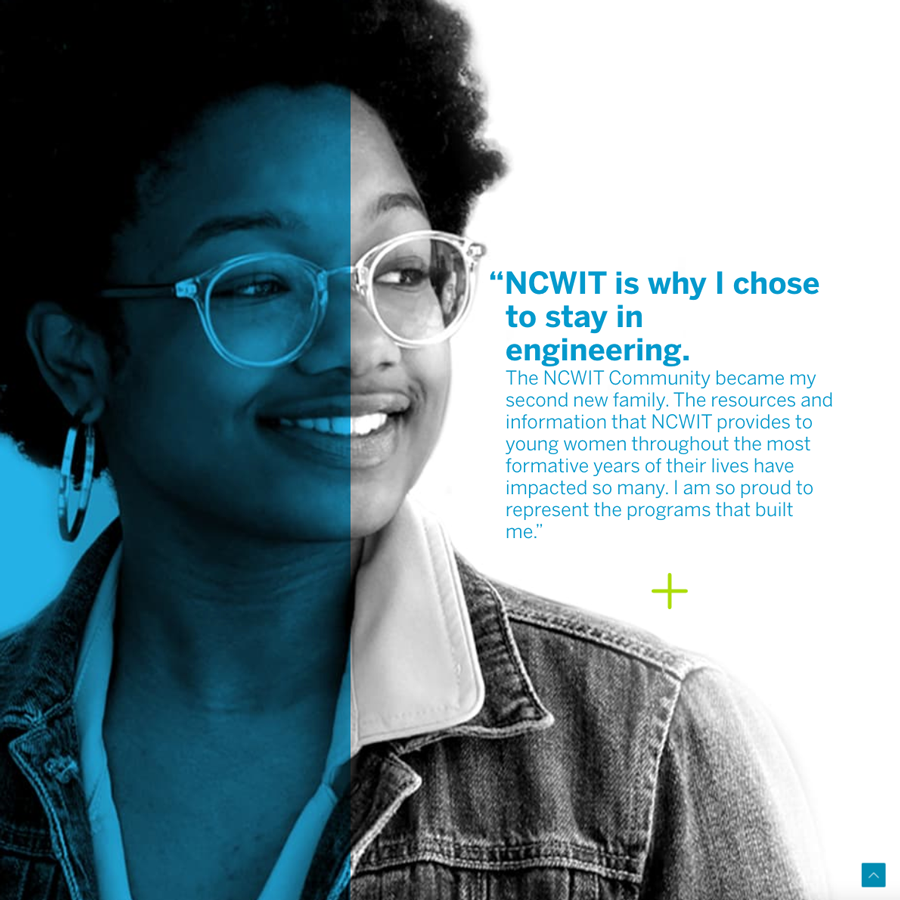 “NCWIT is why I chose
to stay in
engineering.
The NCWIT Community became my
second new family. The resources and
information that NCWIT provides to
young women throughout the most
formative years of their lives have
impacted so many. I am so proud to
represent the programs that built
me.”